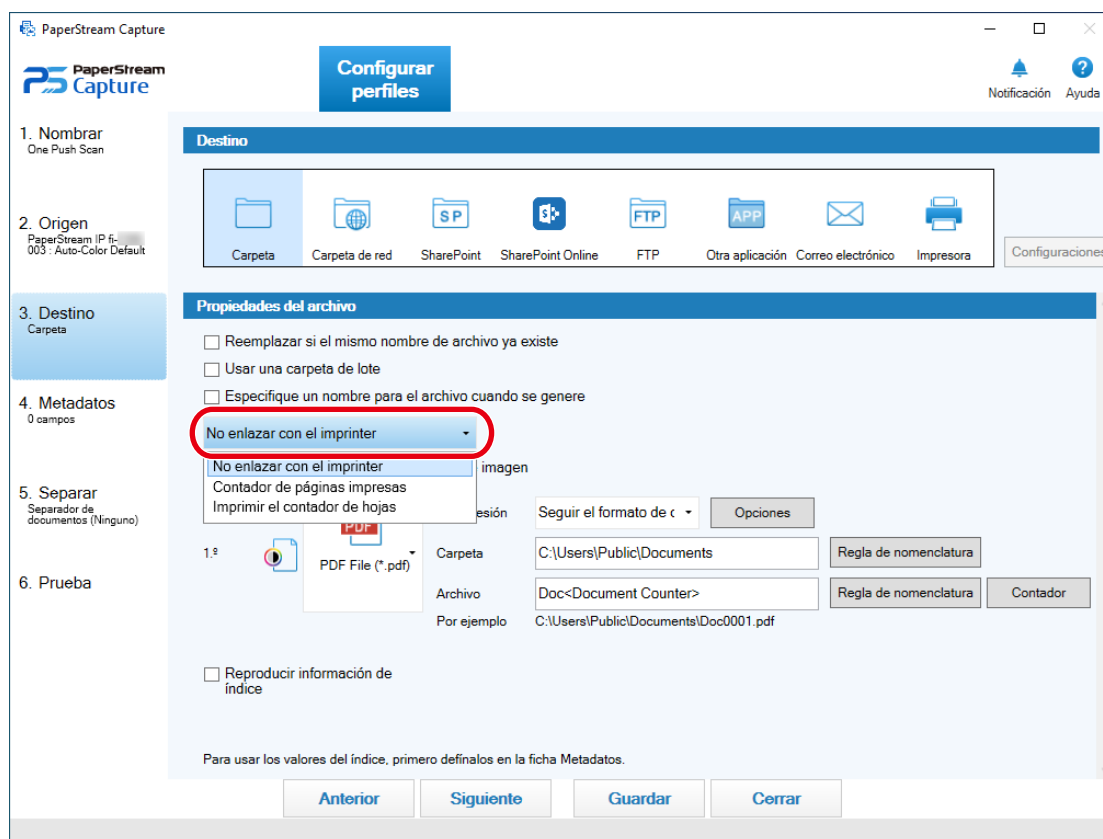 PaperStream Capture
PaperStream
Capture
Configurar
perfiles
Notificación
Ayuda
1. Nombrar
One Push Scan
2. Origen
PaperStream IP fi-
003 : Auto-Color Default
3. Destino
Carpeta
4. Metadatos
0 campos
5. Separar
Separador de
documentos (Ninguno)
6. Prueba
Destino
Carpeta
Carpeta de red
SP
SharePoint
SharePoint Online
FTP
FTP
APP
Otra aplicación
Correo electrónico
Impresora
Configuraciones
Propiedades del archivo
Reemplazar si el mismo nombre de archivo ya existe
Usar una carpeta de lote
Especifique un nombre para el archivo cuando se genere
No enlazar con el imprinter
No enlazar con el imprinter
Contador de páginas impresas
Imprimir el contador de hojas
imagen
esión
Seguir el formato de c
Opciones
1.º
PDF
PDF File (*.pdf)
Carpeta
C:\Users\Public\Documents
Regla de nomenclatura
Archivo
Doc<Document Counter>
Regla de nomenclatura
Contador
Por ejemplo
C:\Users\Public\Documents\Doc0001.pdf
Reproducir información de
índice
Para usar los valores del índice, primero defínalos en la ficha Metadatos.
Anterior
Siguiente
Guardar
Cerrar